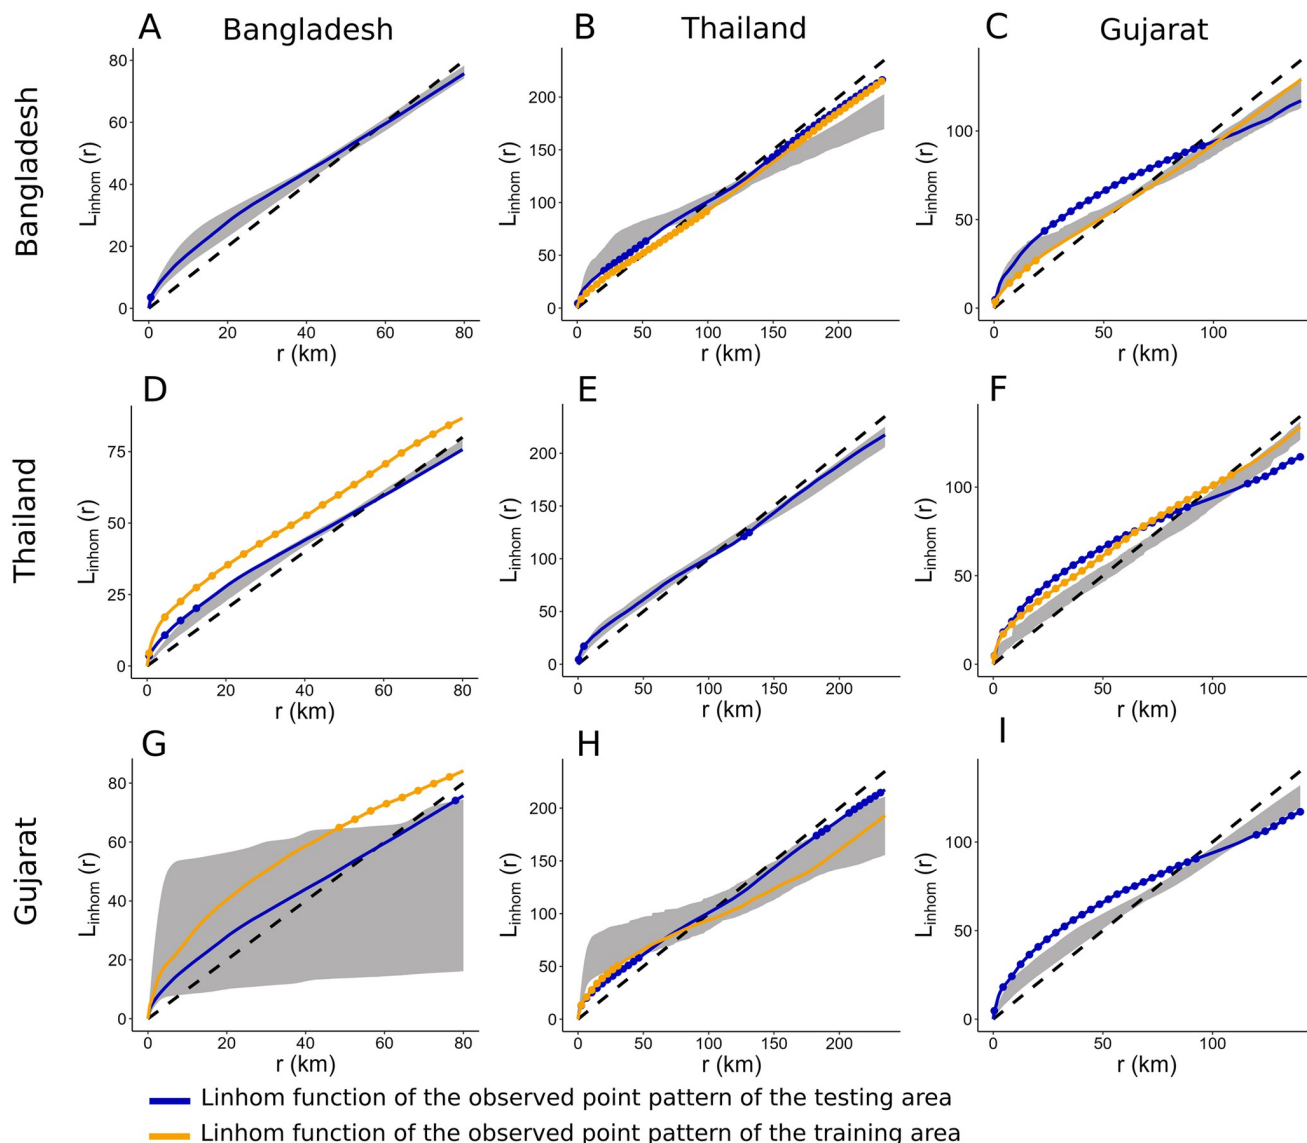 A Bangladesh B Thailand C Gujarat
Bangladesh
Linhom (r)
80
60
40
20
0
0 20 40 60 80
r (km)
Linhom (r)
200
150
100
50
0
0 50 100 150 200
r (km)
Linhom (r)
100
50
0
0 50 100
r (km)
D E F
Thailand
Linhom (r)
75
50
25
0
0 20 40 60 80
r (km)
Linhom (r)
200
150
100
50
0
0 50 100 150 200
r (km)
Linhom (r)
100
50
0
0 50 100
r (km)
G H I
Gujarat
Linhom (r)
80
60
40
20
0
0 20 40 60 80
r (km)
Linhom (r)
200
150
100
50
0
0 50 100 150 200
r (km)
Linhom (r)
100
50
0
0 50 100
r (km)
Linhom function of the observed point pattern of the testing area
Linhom function of the observed point pattern of the training area